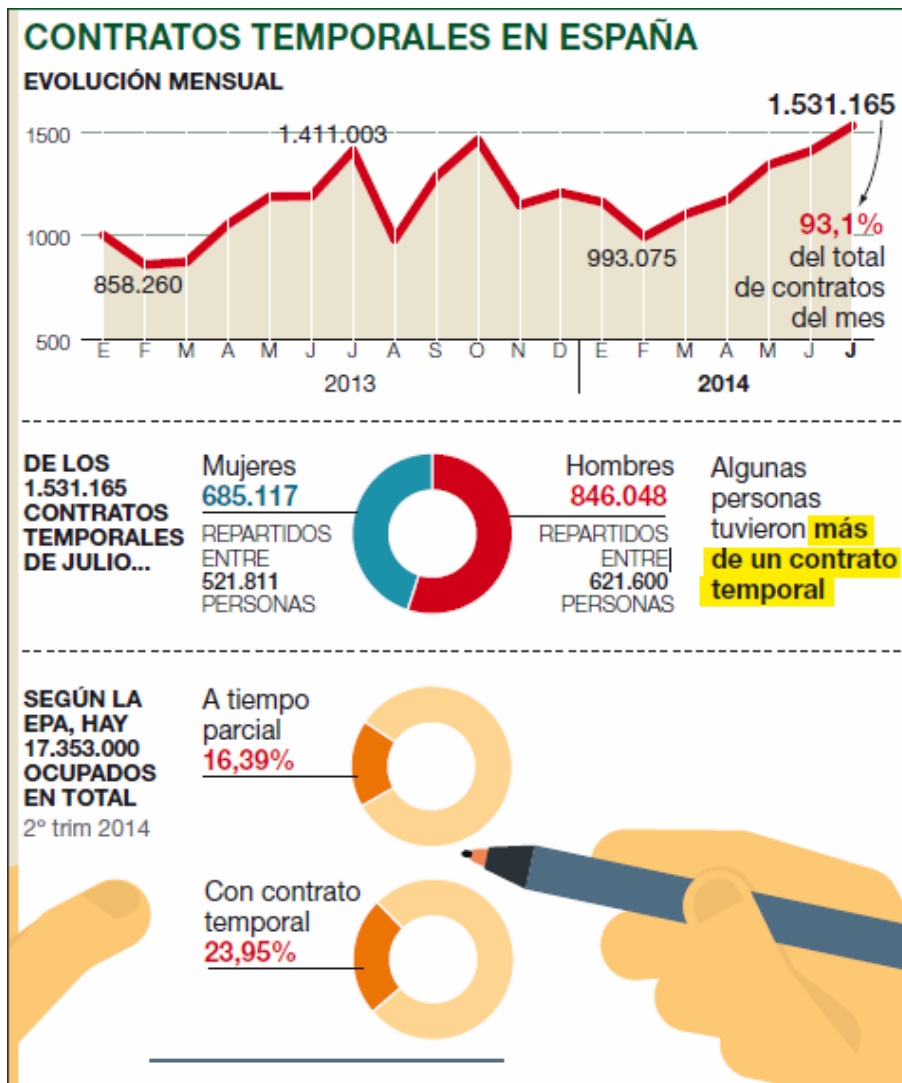 CONTRATOS TEMPORALES EN ESPAÑA
EVOLUCIÓN MENSUAL
1.531.165
1500
1.411.003
1000
93,1%
858.260
993.075
del total
de contratos
del mes
500
E F M A M J J A S O N D E F M A M J J
2013
2014
DE LOS
1.531.165
CONTRATOS
TEMPORALES
DE JULIO...
Mujeres
685.117
REPARTIDOS
ENTRE
521.811
PERSONAS
Hombres
846.048
REPARTIDOS
ENTRE
621.600
PERSONAS
Algunas
personas
tuvieron más
de un contrato
temporal
SEGÚN LA
EPA, HAY
17.353.000
OCUPADOS
EN TOTAL
2º trim 2014
A tiempo
parcial
16,39%
Con contrato
temporal
23,95%